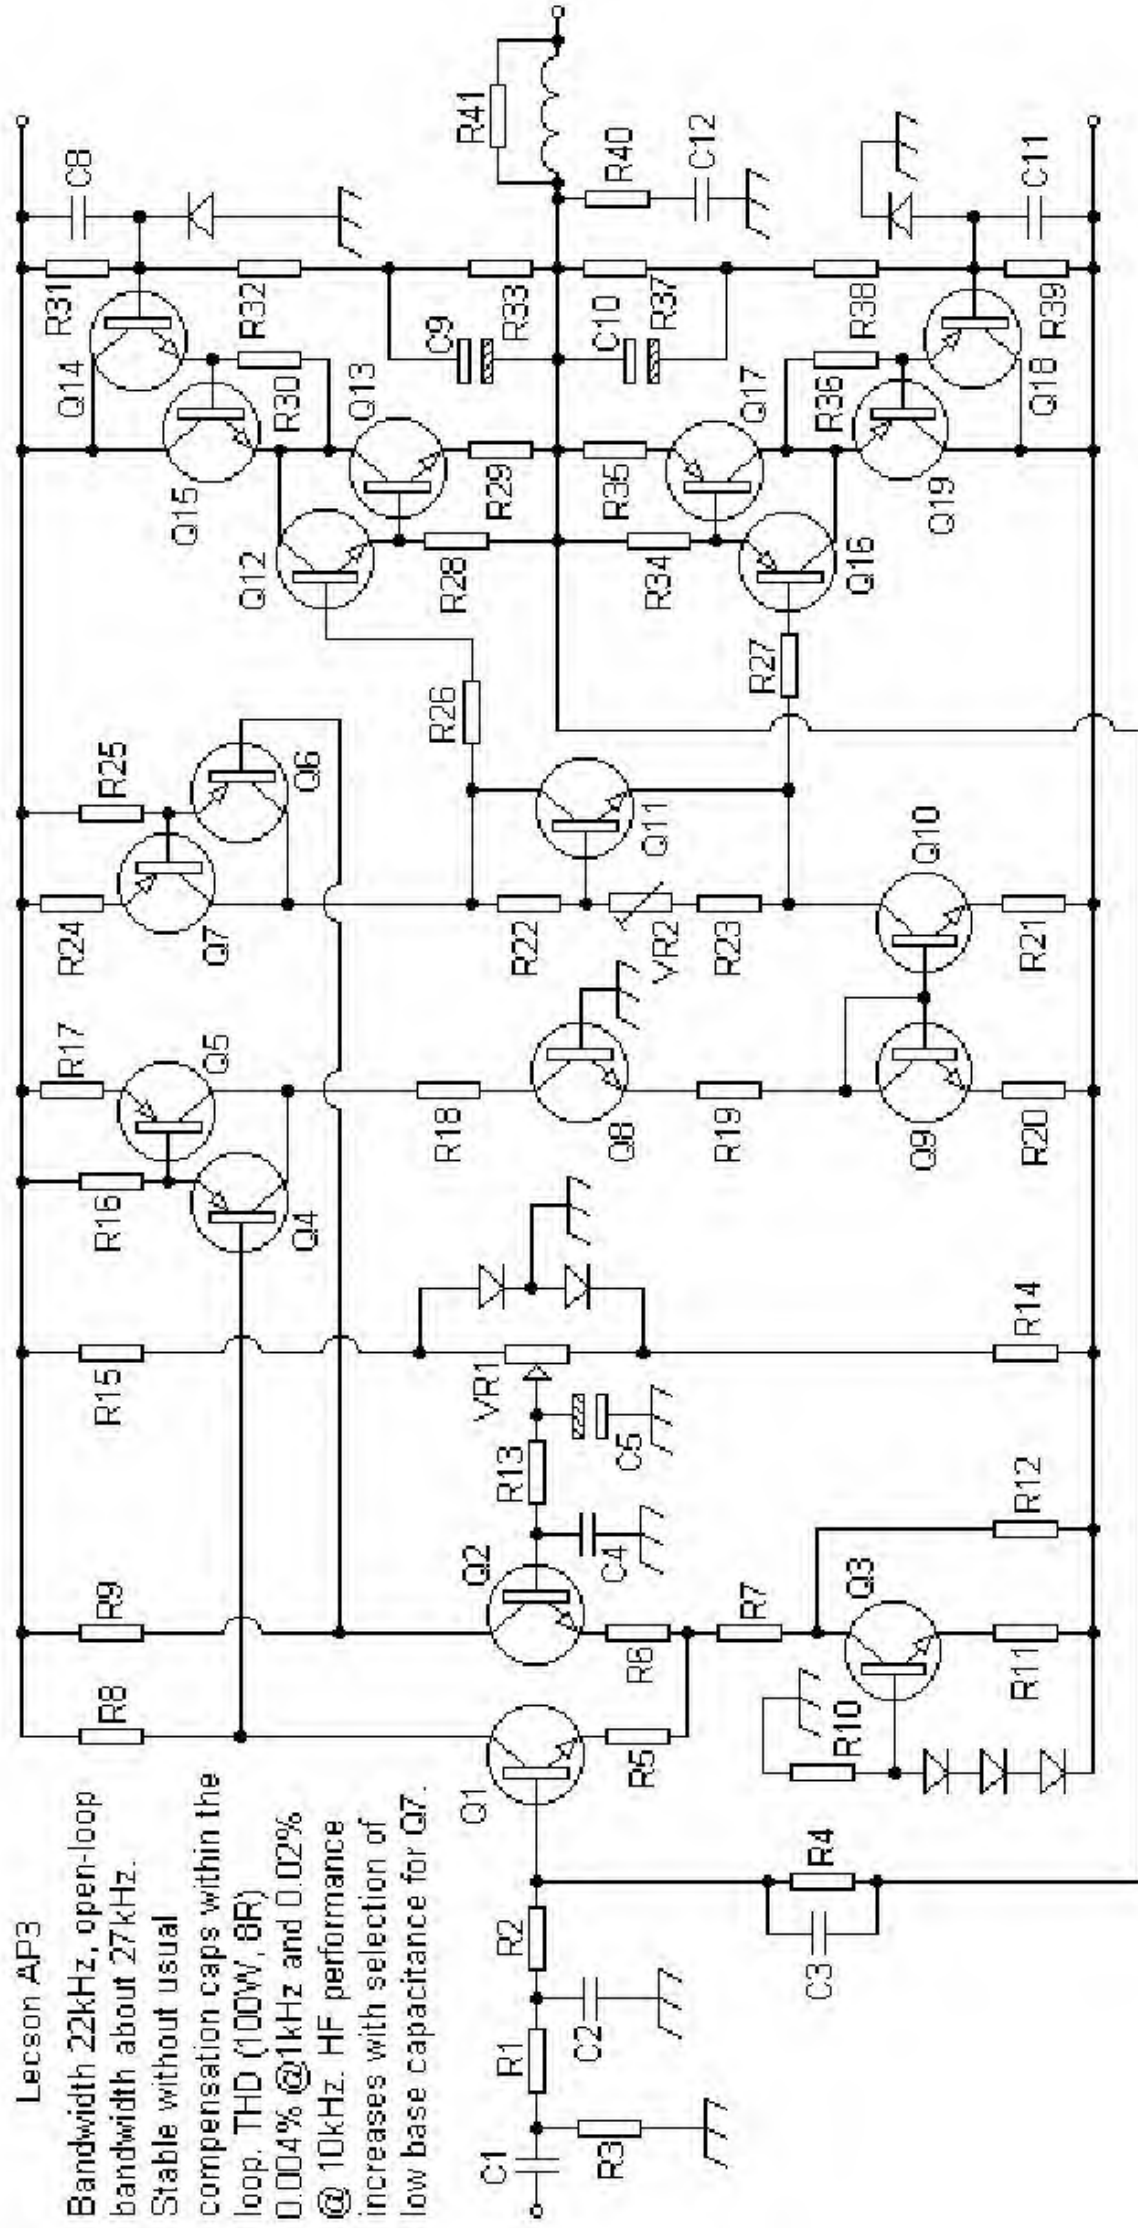 Lecson AP3
Bandwidth 22kHz, open-loop
bandwidth about 27kHz.
Stable without usual
compensation caps within the
loop. THD (100W, 8R)
0.004% @1kHz and 0.02%
@ 10kHz. HF performance
increases with selection of
low base capacitance for Q7.
C1
R3
R1
C2
R2
C3
R4
Q1
R5
R8
R9
Q2
R6
R7
R10
Q3
R11
R12
C4
R13
C5
VR1
R15
R14
R16
Q4
R17
Q5
R18
Q8
R19
Q9
R20
R24
Q7
R25
Q6
R22
VR2
R23
Q11
Q10
R21
R26
R27
Q12
R28
Q15
Q14
R30
Q13
R29
R31
R32
C8
C9
R33
R34
Q16
R35
Q17
R36
Q19
Q18
C10
R37
R38
R39
C11
R40
C12
R41